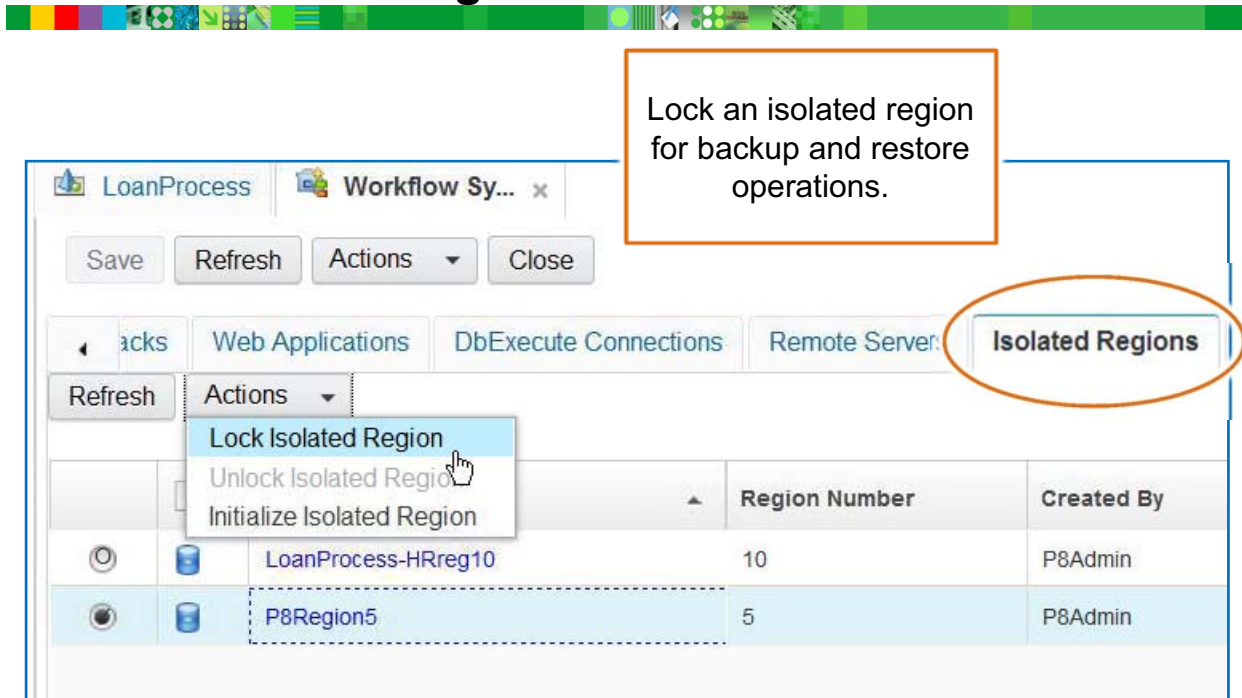 Lock an isolated region
for backup and restore
operations.
LoanProcess Workflow Sy... x
Save Refresh Actions Close
acks Web Applications DbExecute Connections Remote Server Isolated Regions
Refresh Actions
Lock Isolated Region
Unlock Isolated Regio
Initialize Isolated Region
Region Number Created By
LoanProcess-HRreg10 10 P8Admin
P8Region5 5 P8Admin